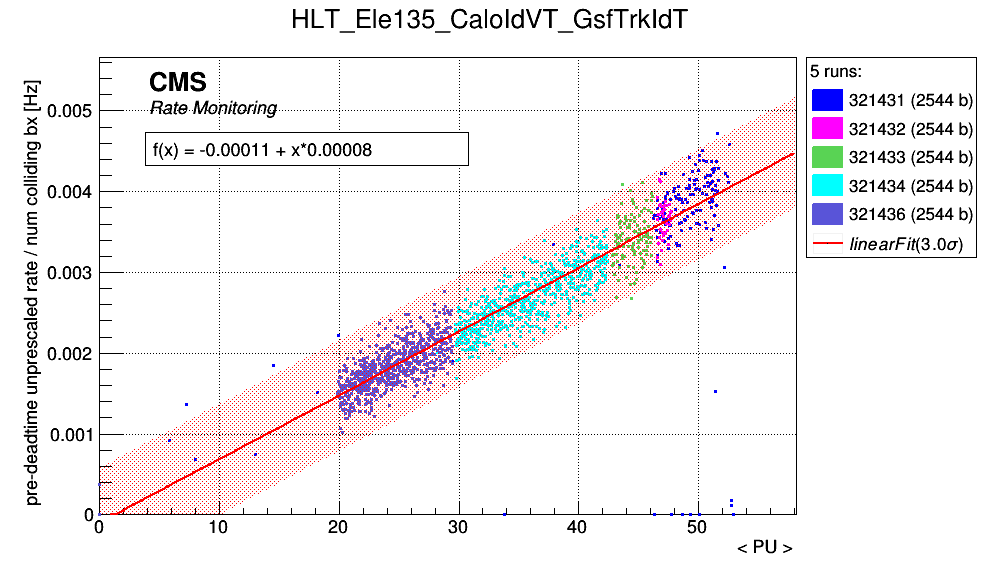 HLT_Ele135_CaloIdVT_GsfTrkIdT
CMS
Rate Monitoring
f(x) = -0.00011 + x*0.00008
pre-deadtime unprescaled rate / num colliding bx [Hz]
0.005
0.004
0.003
0.002
0.001
0
0 10 20 30 40 50
< PU >
5 runs:
321431 (2544 b)
321432 (2544 b)
321433 (2544 b)
321434 (2544 b)
321436 (2544 b)
linearFit(3.0σ)